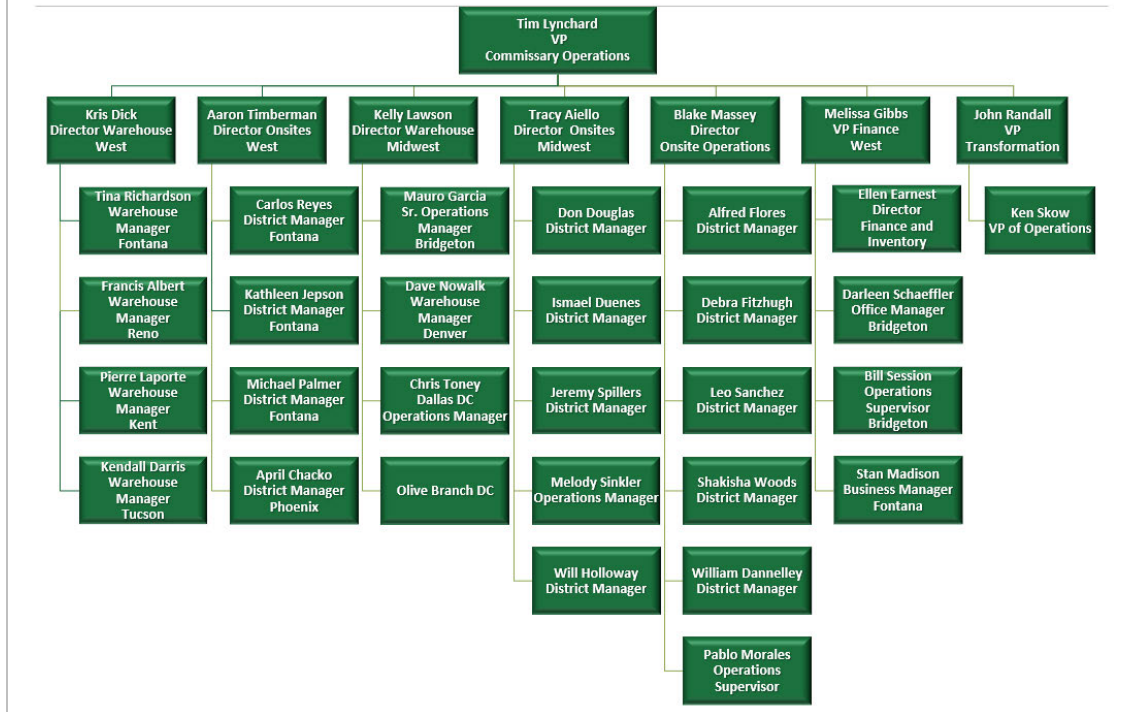 Tim Lynchard
VP
Commissary Operations
Kris Dick
Director Warehouse
West
Aaron Timberman
Director Onsites
West
Kelly Lawson
Director Warehouse
Midwest
Tracy Aiello
Director Onsites
Midwest
Blake Massey
Director
Onsite Operations
Melissa Gibbs
VP Finance
West
John Randall
VP
Transformation
Tina Richardson
Warehouse
Manager
Fontana
Francis Albert
Warehouse
Manager
Reno
Pierre Laporte
Warehouse
Manager
Kent
Kendall Darris
Warehouse
Manager
Tucson
Carlos Reyes
District Manager
Fontana
Kathleen Jepson
District Manager
Fontana
Michael Palmer
District Manager
Fontana
April Chacko
District Manager
Phoenix
Mauro Garcia
Sr. Operations
Manager
Bridgeton
Dave Nowalk
Warehouse
Manager
Denver
Chris Toney
Dallas DC
Operations Manager
Olive Branch DC
Don Douglas
District Manager
Ismael Duenes
District Manager
Jeremy Spillers
District Manager
Melody Sinkler
Operations Manager
Will Holloway
District Manager
Alfred Flores
District Manager
Debra Fitzhugh
District Manager
Leo Sanchez
District Manager
Shakisha Woods
District Manager
William Dannelley
District Manager
Pablo Morales
Operations
Supervisor
Ellen Earnest
Director
Finance and
Inventory
Darleen Schaeffler
Office Manager
Bridgeton
Bill Session
Operations
Supervisor
Bridgeton
Stan Madison
Business Manager
Fontana
Ken Skow
VP of Operations